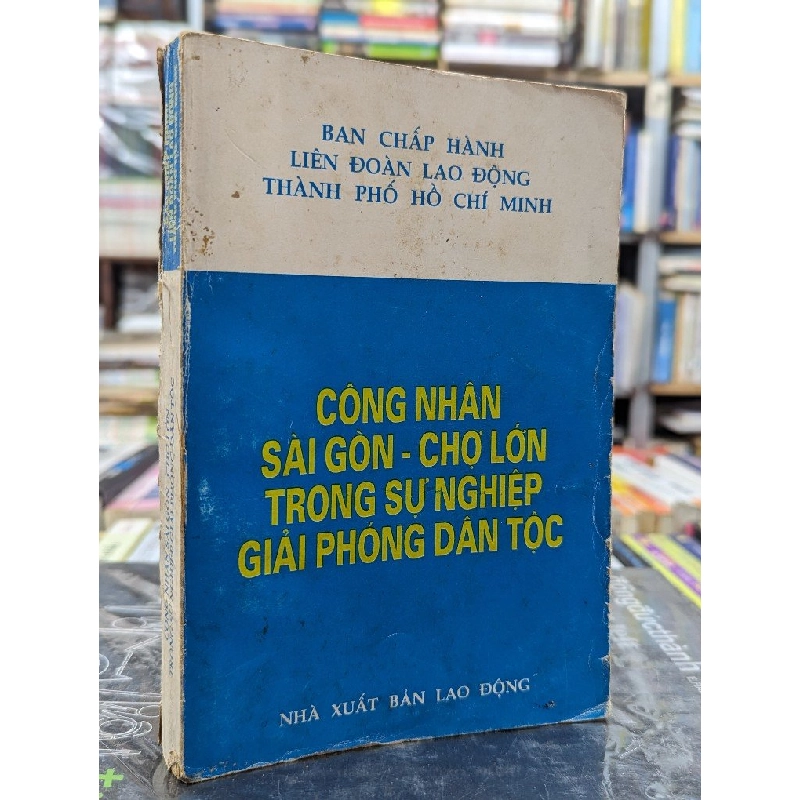 BAN CHẤP HÀNH
LIÊN ĐOÀN LAO ĐỘNG
THÀNH PHỐ HỒ CHÍ MINH
CÔNG NHÂN
SÀI GÒN - CHỢ LỚN
TRONG SỰ NGHIỆP
GIẢI PHÓNG DÂN TỘC
NHÀ XUẤT BẢN LAO ĐỘNG